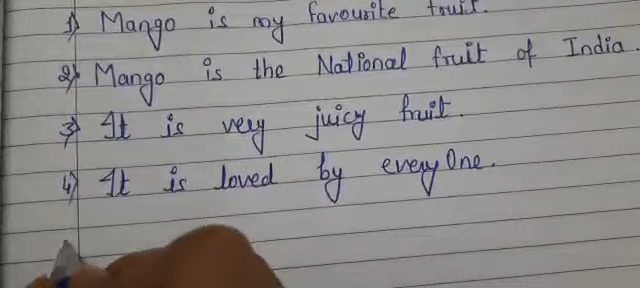 1) Mango is my favourite fruit.
2) Mango is the National fruit of India.
3) It is very juicy fruit.
4) It is loved by everyOne.